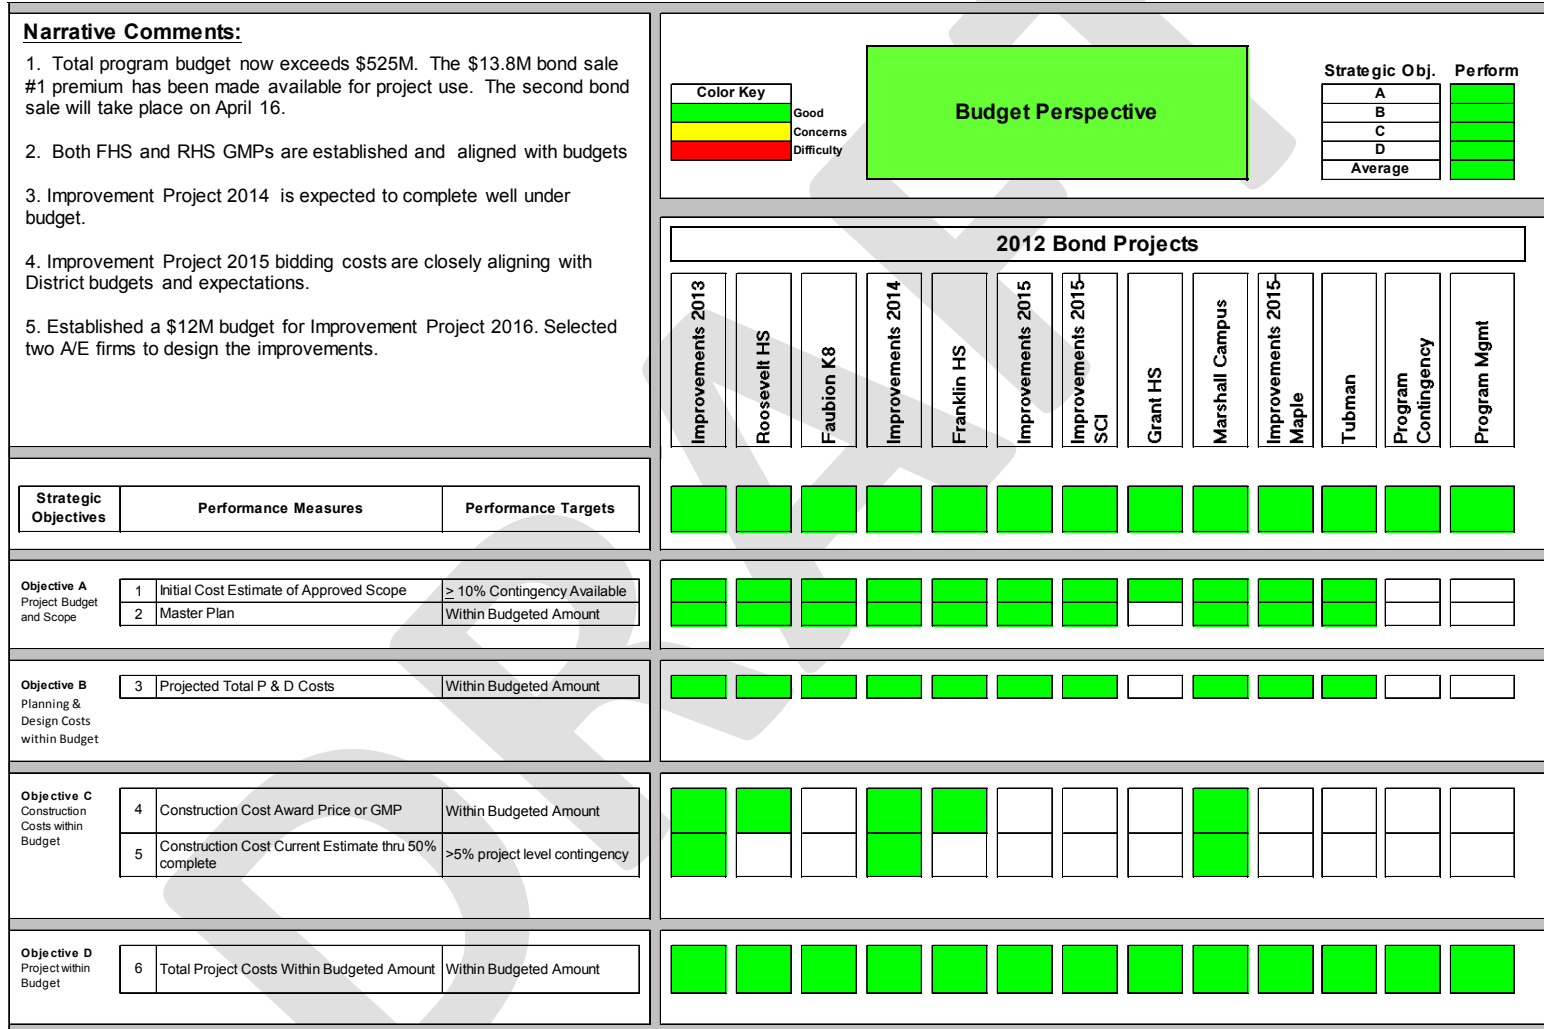 Narrative Comments:
1. Total program budget now exceeds $525M. The $13.8M bond sale
#1 premium has been made available for project use. The second bond
sale will take place on April 16.
2. Both FHS and RHS GMPs are established and aligned with budgets
3. Improvement Project 2014 is expected to complete well under
budget.
4. Improvement Project 2015 bidding costs are closely aligning with
District budgets and expectations.
5. Established a $12M budget for Improvement Project 2016. Selected
two A/E firms to design the improvements.
Color Key
Good
Concerns
Difficulty
Budget Perspective
Strategic Obj. Perform
A
B
C
D
Average
2012 Bond Projects
Improvements 2013
Roosevelt HS
Faubion K8
Improvements 2014
Franklin HS
Improvements 2015
Improvements 2015-
SCI
Grant HS
Marshall Campus
Improvements 2015-
Maple
Tubman
Program
Contingency
Program Mgmt
Strategic
Objectives
Performance Measures
Performance Targets
Objective A
Project Budget
and Scope
1 Initial Cost Estimate of Approved Scope > 10% Contingency Available
2 Master Plan Within Budgeted Amount
Objective B
Planning &
Design Costs
within Budget
3 Projected Total P & D Costs Within Budgeted Amount
Objective C
Construction
Costs within
Budget
4 Construction Cost Award Price or GMP Within Budgeted Amount
5 Construction Cost Current Estimate thru 50%
complete
>5% project level contingency
Objective D
Project within
Budget
6 Total Project Costs Within Budgeted Amount Within Budgeted Amount
DRAFT